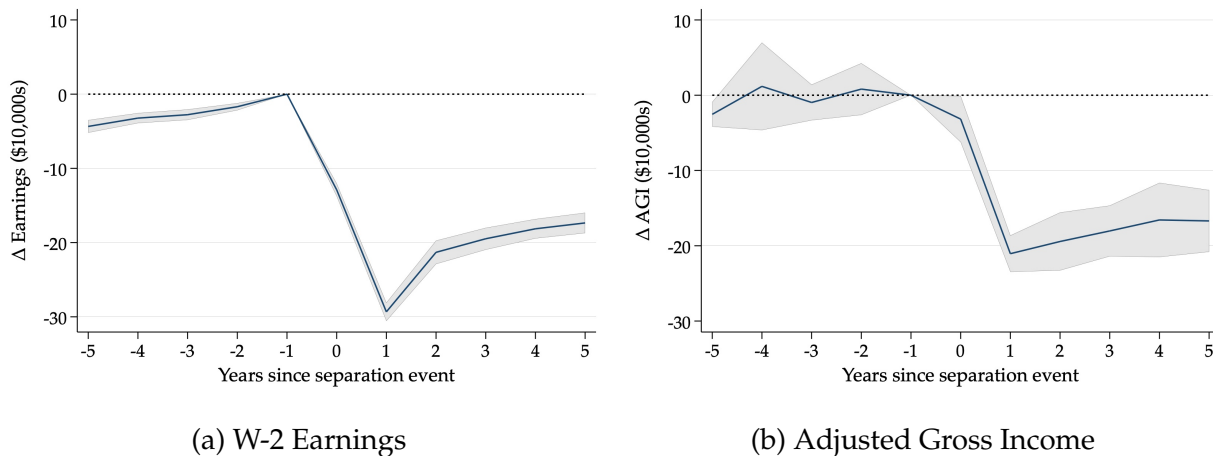 10
0
-10
-20
-30
Δ Earnings ($10,000s)
-5 -4 -3 -2 -1 0 1 2 3 4 5
Years since separation event
(a) W-2 Earnings
10
0
-10
-20
-30
Δ AGI ($10,000s)
-5 -4 -3 -2 -1 0 1 2 3 4 5
Years since separation event
(b) Adjusted Gross Income